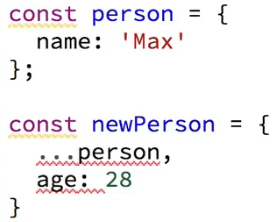 const person = {
  name: 'Max'
};

const newPerson = {
  ...person,
  age: 28
}